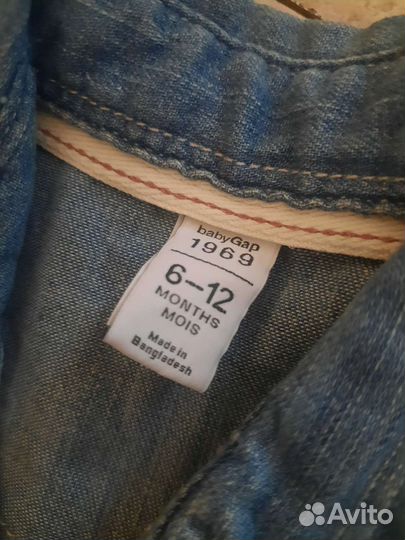 babyGap
1969
6–12
MONTHS
MOIS
Made in
Bangladesh
Avito